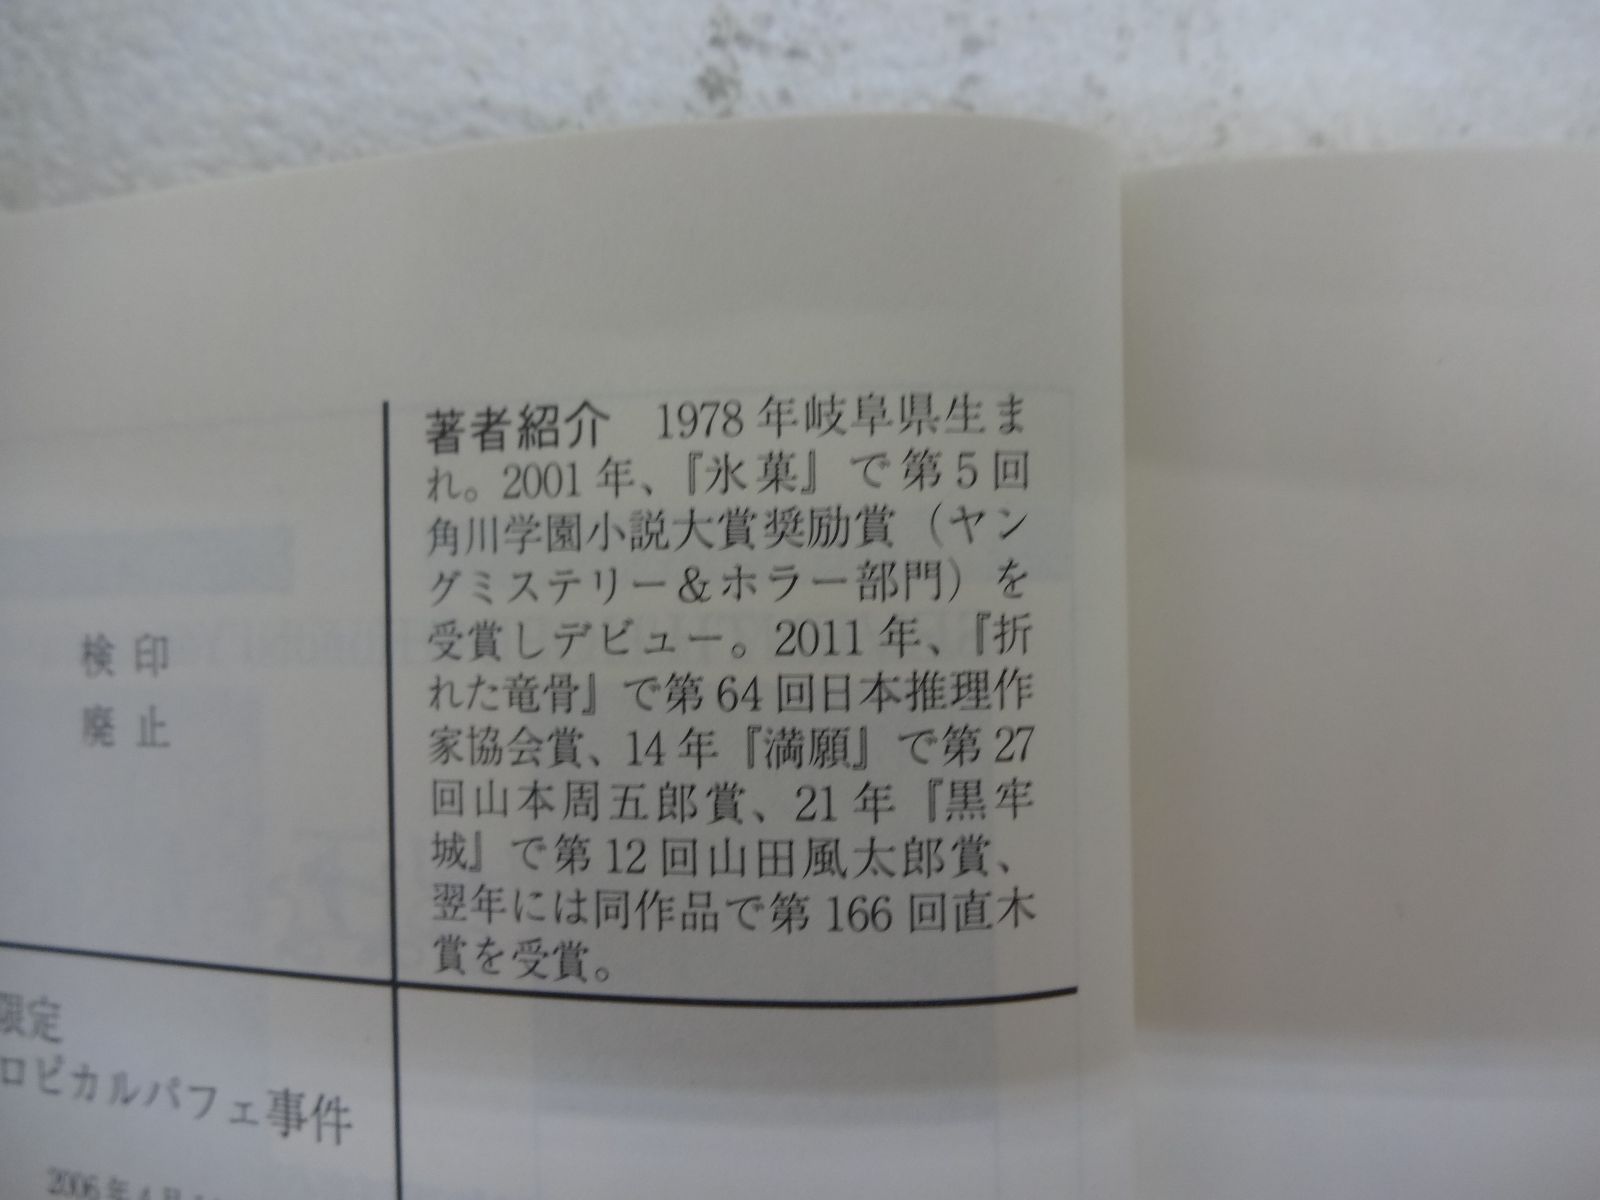 著者紹介　1978年岐阜県生ま
れ。2001年、『氷菓』で第5回
角川学園小説大賞奨励賞（ヤン
グミステリー＆ホラー部門）を
受賞しデビュー。2011年、『折
れた竜骨』で第64回日本推理作
家協会賞、14年『満願』で第27
回山本周五郎賞、21年『黒牢
城』で第12回山田風太郎賞、
翌年には同作品で第166回直木
賞を受賞。
検印
廃止
限定
ロピカルパフェ事件
2006年4月